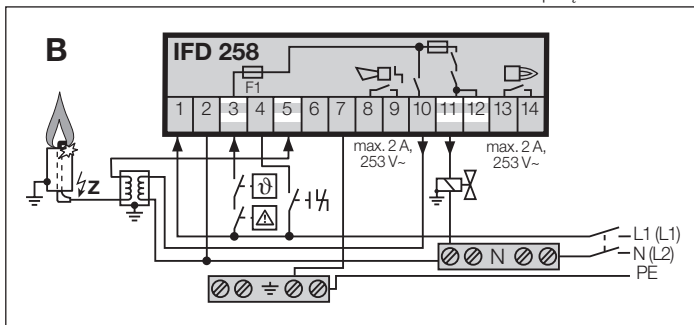 B
IFD 258
F1
1 2 3 4 5 6 7 8 9 10 11 12 13 14
max. 2 A,
253 V~
max. 2 A,
253 V~
z
ϑ
L1 (L1)
N
N (L2)
PE